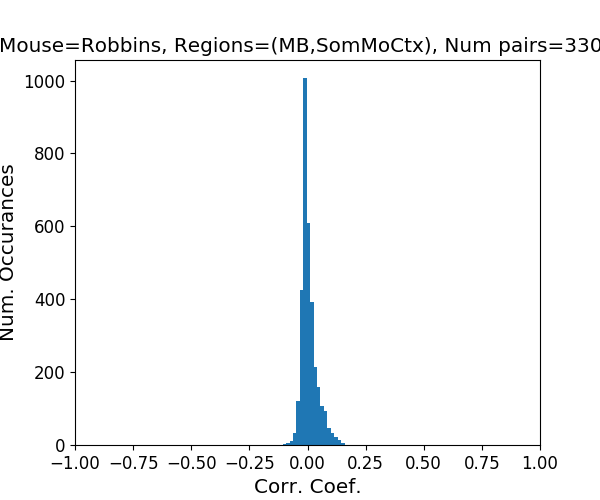 Mouse=Robbins, Regions=(MB,SomMoCtx), Num pairs=330
Num. Occurances
1000
800
600
400
200
0
−1.00 −0.75 −0.50 −0.25 0.00 0.25 0.50 0.75 1.00
Corr. Coef.